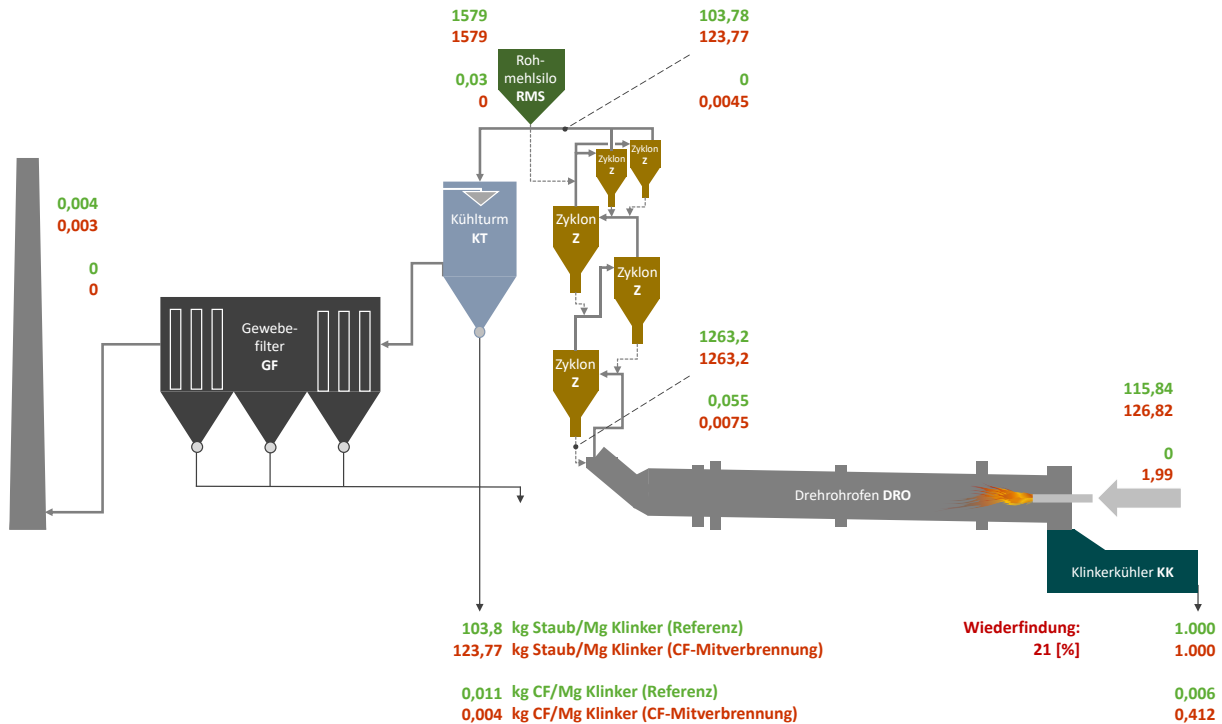 1579
1579
0,03
0
Roh-
mehlsilo
RMS
103,78
123,77
0
0,0045
Zyklon
Z
Zyklon
Z
0,004
0,003
0
0
Kühlturm
KT
Zyklon
Z
Zyklon
Z
Gewebe-
filter
GF
Zyklon
Z
1263,2
1263,2
0,055
0,0075
115,84
126,82
0
1,99
Drehrohrofen DRO
Klinkerkühler KK
103,8 kg Staub/Mg Klinker (Referenz)
123,77 kg Staub/Mg Klinker (CF-Mitverbrennung)
0,011 kg CF/Mg Klinker (Referenz)
0,004 kg CF/Mg Klinker (CF-Mitverbrennung)
Wiederfindung:
21 [%]
1.000
1.000
0,006
0,412